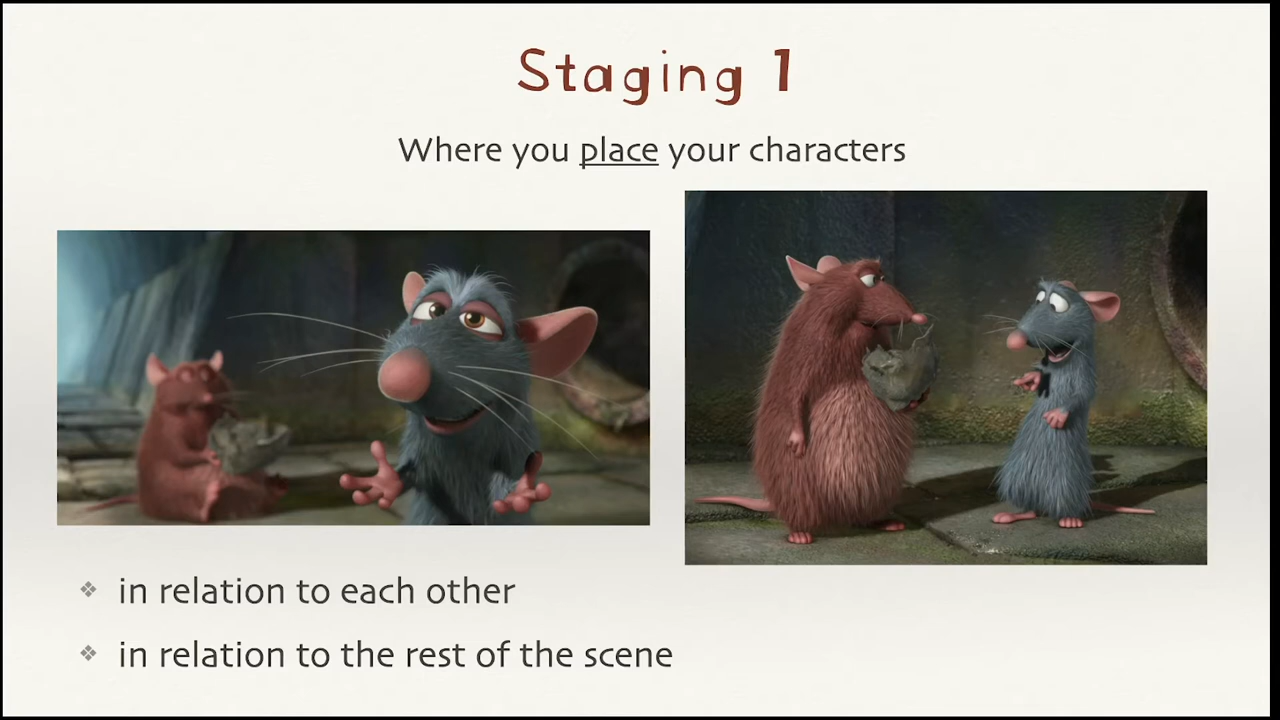 Staging 1
Where you place your characters
in relation to each other
in relation to the rest of the scene